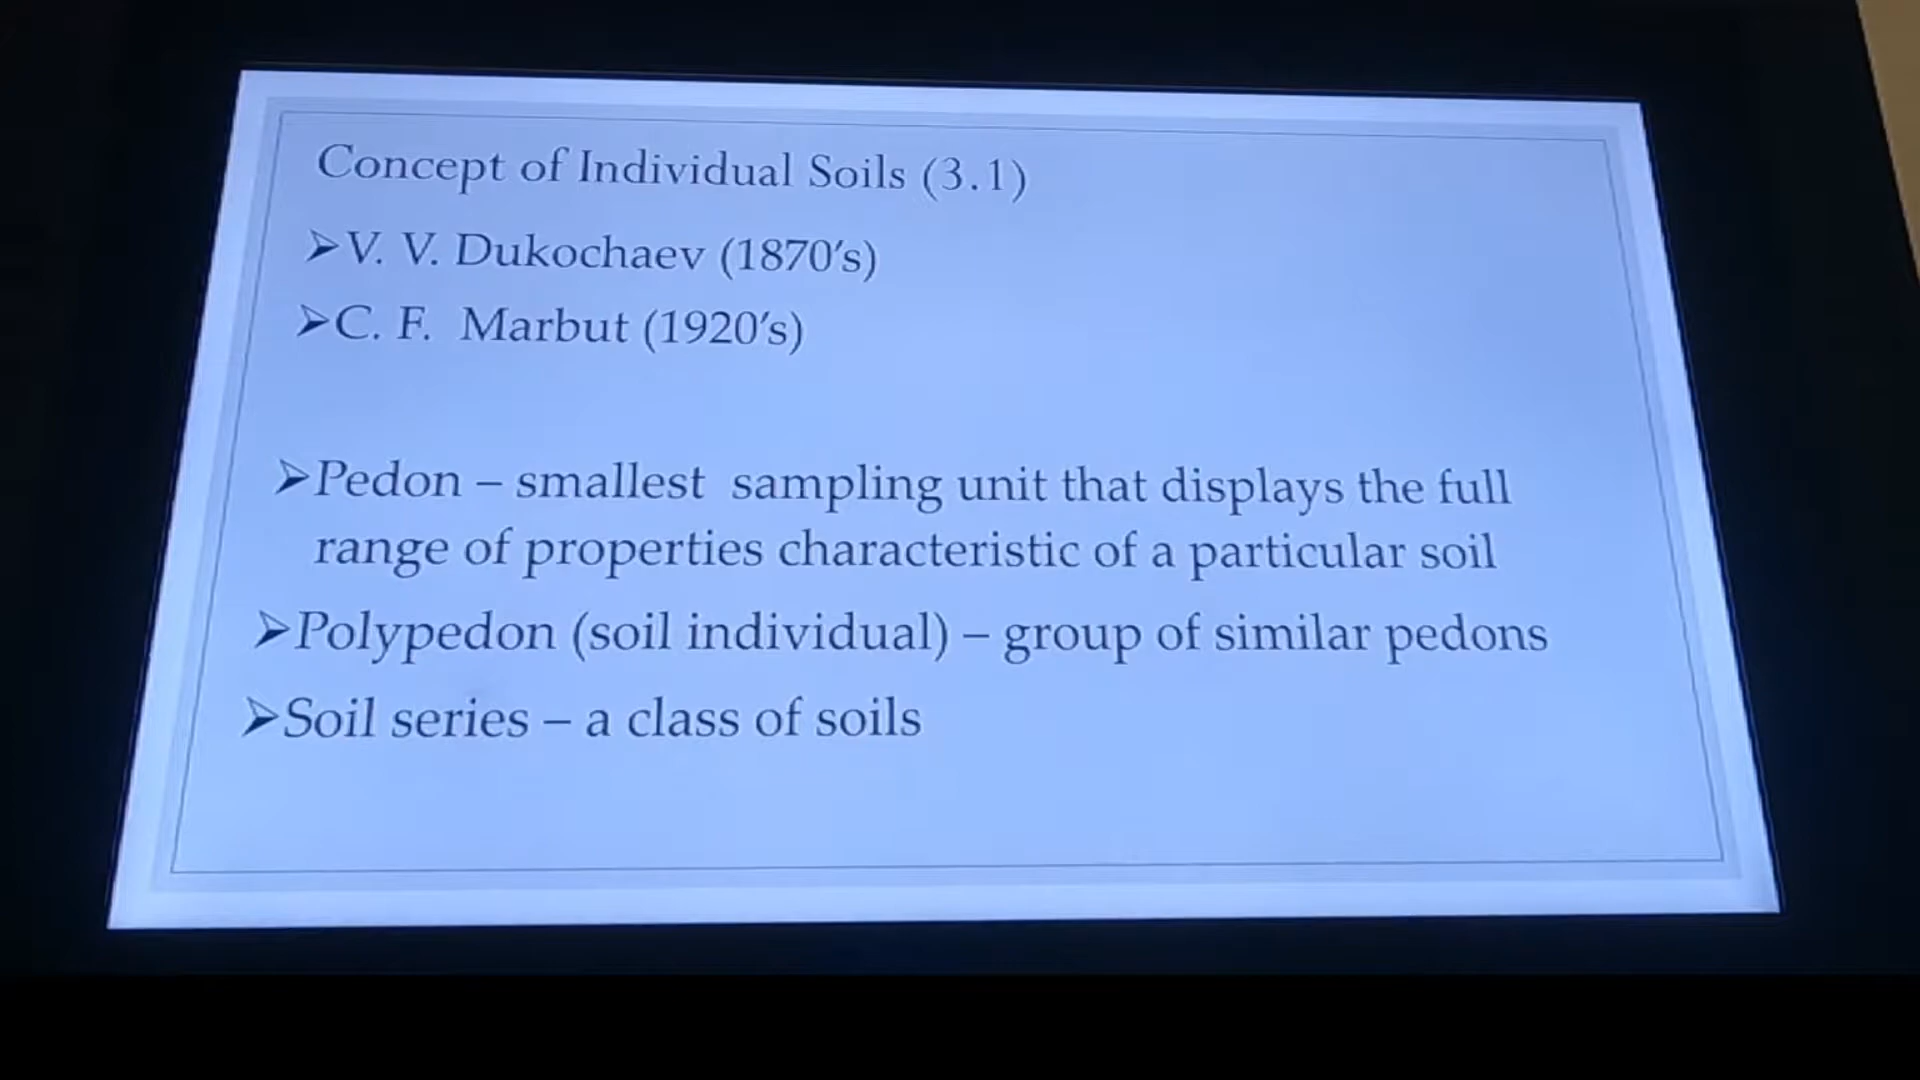 Concept of Individual Soils (3.1)
➢V. V. Dukochaev (1870’s)
➢C. F. Marbut (1920’s)
➢Pedon – smallest sampling unit that displays the full
range of properties characteristic of a particular soil
➢Polypedon (soil individual) – group of similar pedons
➢Soil series – a class of soils